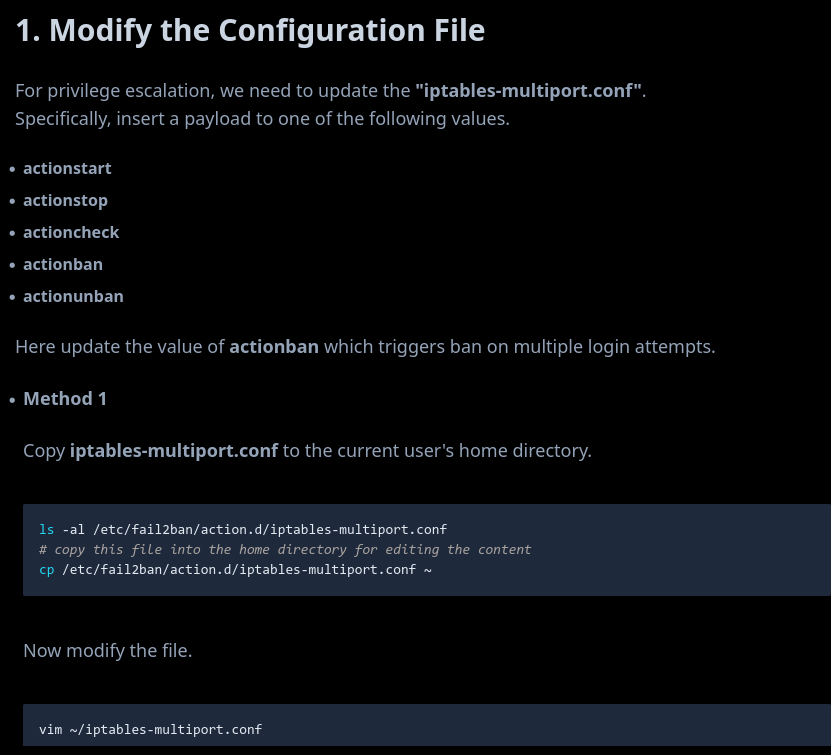 1. Modify the Configuration File
For privilege escalation, we need to update the "iptables-multiport.conf".
Specifically, insert a payload to one of the following values.
• actionstart
• actionstop
• actioncheck
• actionban
• actionunban
Here update the value of actionban which triggers ban on multiple login attempts.
• Method 1
Copy iptables-multiport.conf to the current user's home directory.
ls -al /etc/fail2ban/action.d/iptables-multiport.conf
# copy this file into the home directory for editing the content
cp /etc/fail2ban/action.d/iptables-multiport.conf ~
Now modify the file.
vim ~/iptables-multiport.conf